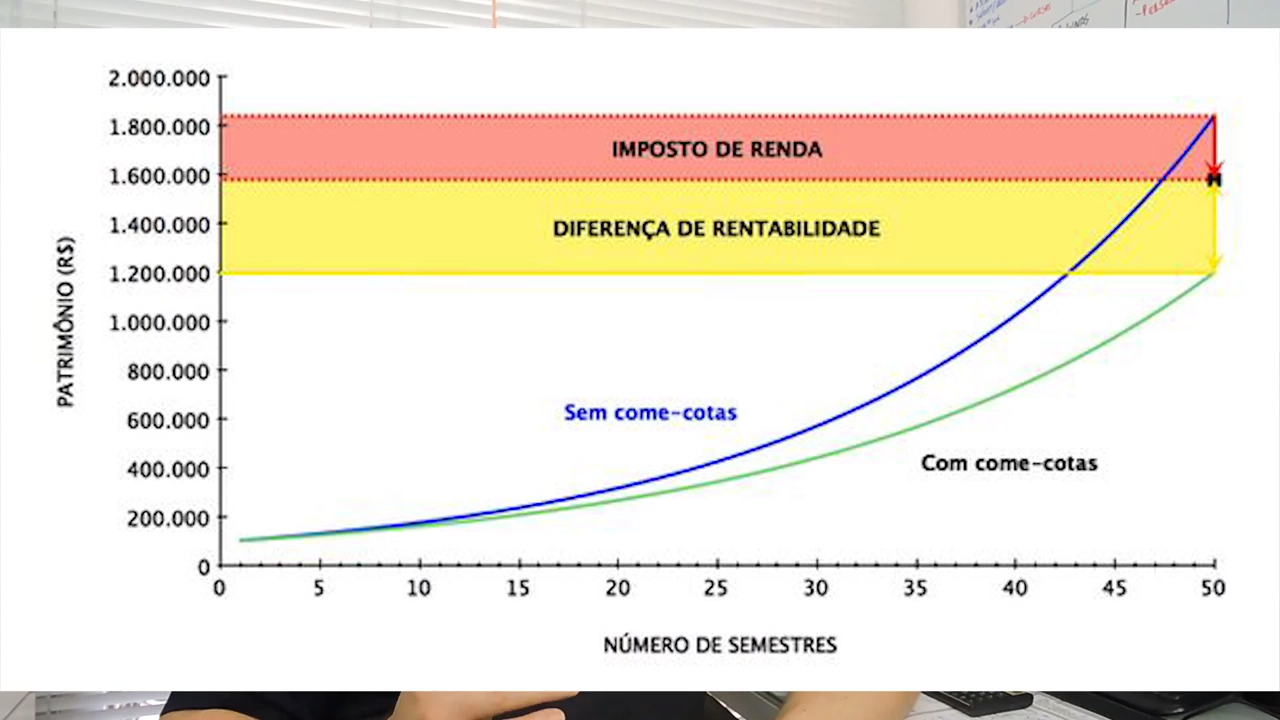 2.000.000
1.800.000
1.600.000
1.400.000
1.200.000
1.000.000
800.000
600.000
400.000
200.000
0
PATRIMÔNIO (R$)
IMPOSTO DE RENDA
DIFERENÇA DE RENTABILIDADE
Sem come-cotas
Com come-cotas
0 5 10 15 20 25 30 35 40 45 50
NÚMERO DE SEMESTRES